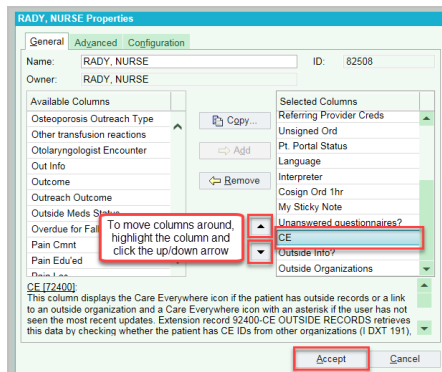 RADY, NURSE Properties
General Advanced Configuration
Name: RADY, NURSE ID: 82508
Owner: RADY, NURSE
Available Columns
Osteoporosis Outreach Type
Other transfusion reactions
Otolaryngologist Encounter
Out Info
Outcome
Outreach Outcome
Outside Meds Status
Overdue for Fall
Pain Cmnt
Pain Edu'ed
Copy...
Add
Remove
To move columns around,
highlight the column and
click the up/down arrow
Selected Columns
Referring Provider Creds
Unsigned Ord
Pt. Portal Status
Language
Interpreter
Cosign Ord 1hr
My Sticky Note
Unanswered questionnaires?
CE
Outside Info?
Outside Organizations
CE [72400]:
This column displays the Care Everywhere icon if the patient has outside records or a link
to an outside organization and a Care Everywhere icon with an asterisk if the user has not
seen the most recent updates. Extension record 92400-CE OUTSIDE RECORDS retrieves
this data by checking whether the patient has CE IDs from other organizations (I DXT 191),
Accept Cancel